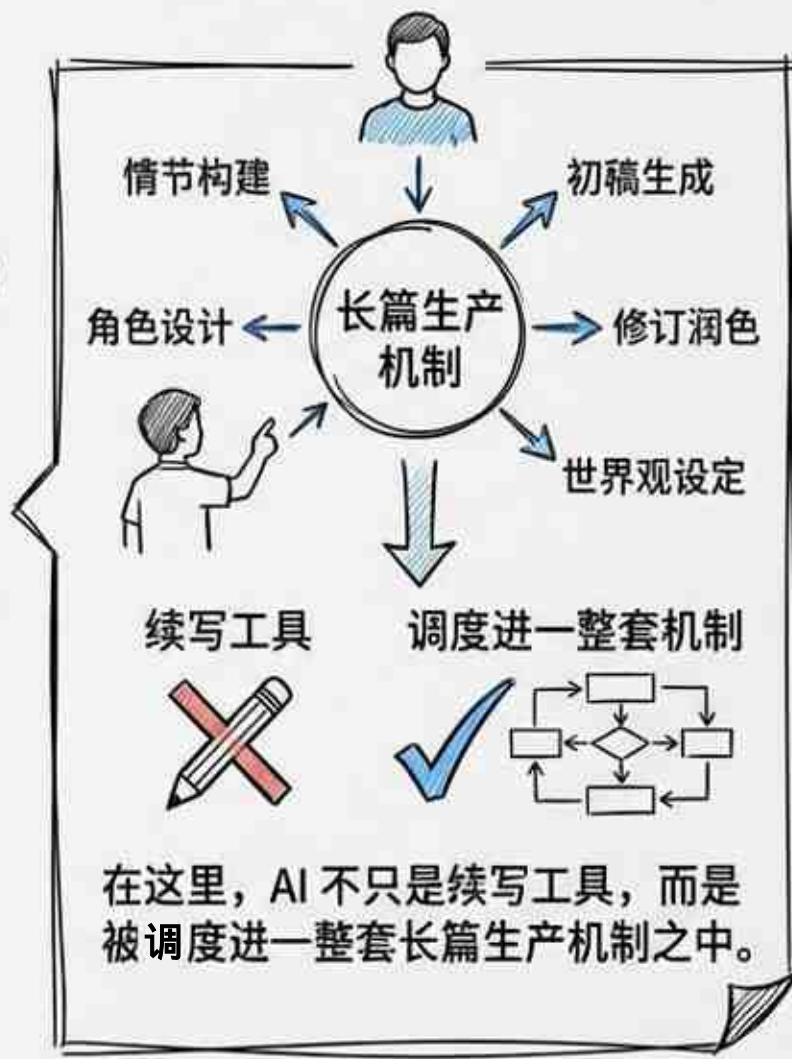 情节构建
初稿生成
长篇生产
机制
角色设计
修订润色
世界观设定
续写工具
调度进一整套机制
在这里，AI 不只是续写工具，而是
被调度进一整套长篇生产机制之中。